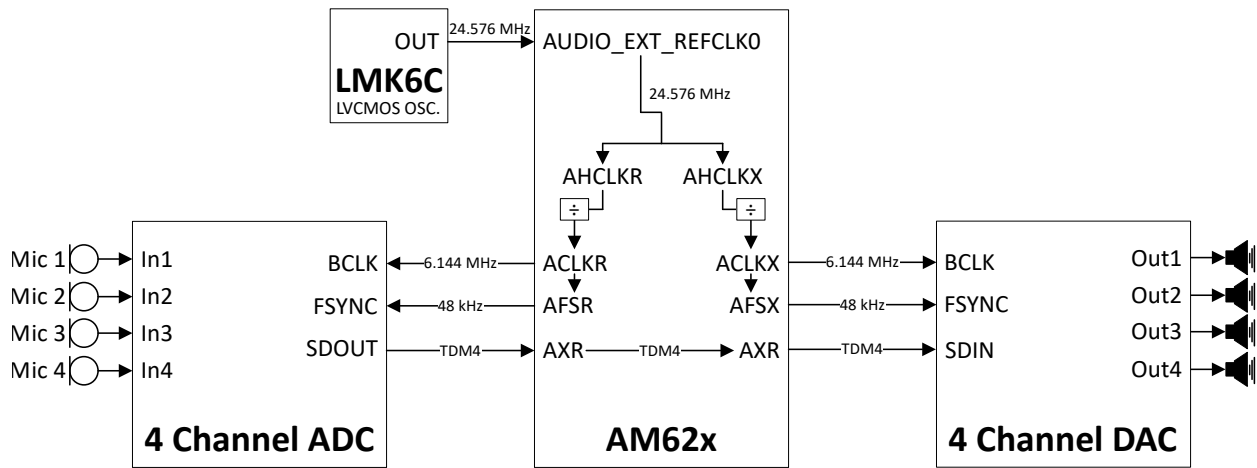 24.576 MHz
OUT
LMK6C
LVCMOS OSC.
AUDIO_EXT_REFCLK0
24.576 MHz
AHCLKR
AHCLKX
÷
÷
Mic 1
Mic 2
Mic 3
Mic 4
In1
In2
In3
In4
BCLK
FSYNC
SDOUT
4 Channel ADC
6.144 MHz
48 kHz
TDM4
ACLKR
AFSR
AXR
TDM4
ACLKX
AFSX
AXR
AM62x
6.144 MHz
48 kHz
TDM4
BCLK
FSYNC
SDIN
Out1
Out2
Out3
Out4
4 Channel DAC